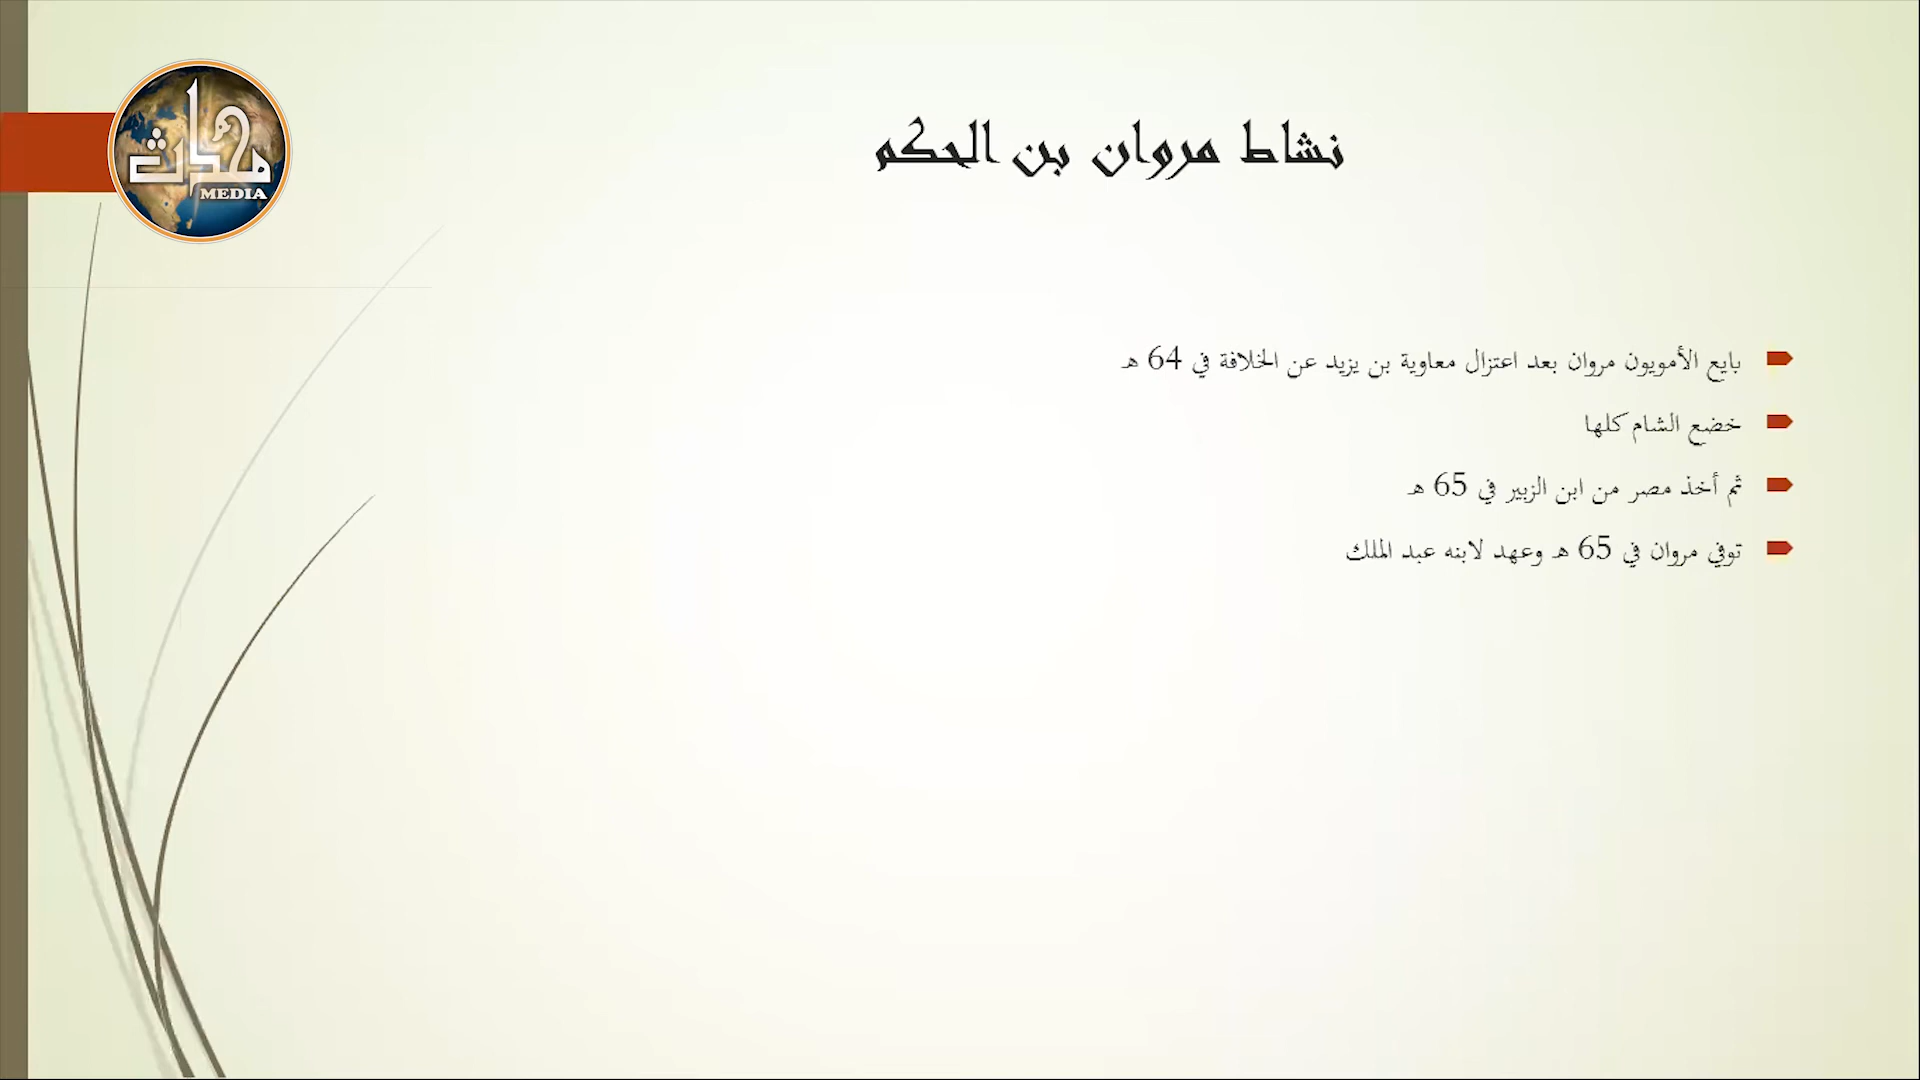 MEDIA
نشاط مروان بن الحكم
بايع الأمويون مروان بعد اعتزال معاوية بن يزيد عن الخلافة في 64 هـ
خضع الشام كلها
ثم أخذ مصر من ابن الزبير في 65 هـ
توفي مروان في 65 هـ وعهد لابنه عبد الملك